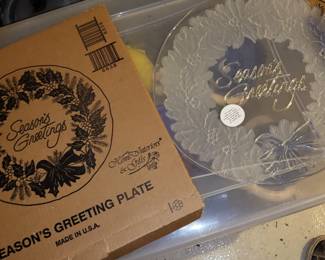 Season's
Greetings
Home Interiors
& Gifts
SEASON'S GREETING PLATE
MADE IN U.S.A.
Season's
Greetings